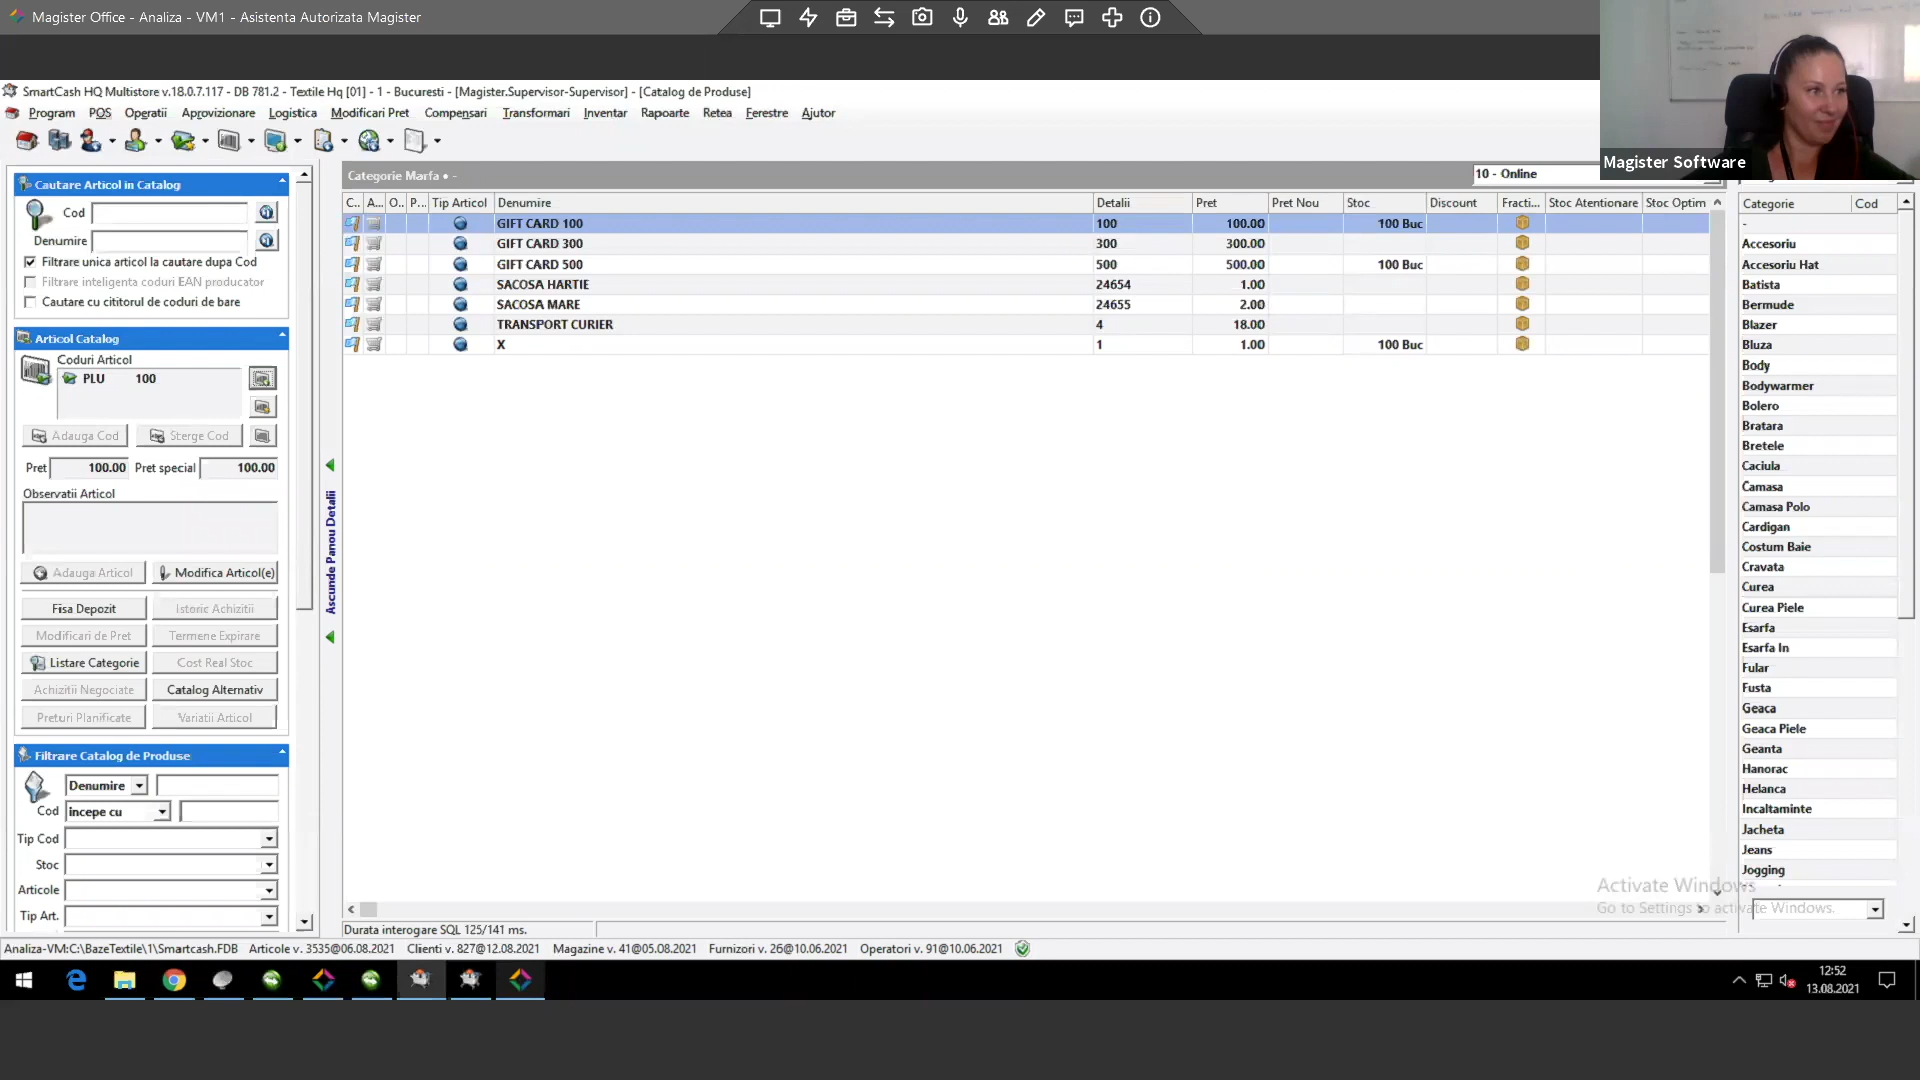 Magister Office - Analiza - VM1 - Asistenta Autorizata Magister
SmartCash HQ Multistore v.18.0.7.117 - DB 781.2 - Textile Hq [01] - 1 - Bucuresti - [Magister.Supervisor-Supervisor] - [Catalog de Produse]
Program POS Operatii Aprovizionare Logistica Modificari Pret Compensari Transformari Inventar Rapoarte Retea Ferestre Ajutor
Magister Software
Cautare Articol in Catalog
Cod
Denumire
Filtrare unica articol la cautare dupa Cod
Filtrare inteligenta coduri EAN producator
Cautare cu cititorul de coduri de bare
Articol Catalog
Coduri Articol
PLU 100
Adauga Cod Sterge Cod
Pret 100.00 Pret special 100.00
Observatii Articol
Adauga Articol Modifica Articol(e)
Fisa Depozit Istoric Achizitii
Modificari de Pret Termene Expirare
Listare Categorie Cost Real Stoc
Achizitii Negociate Catalog Alternativ
Preturi Planificate Variatii Articol
Filtrare Catalog de Produse
Denumire
Cod incepe cu
Tip Cod
Stoc
Articole
Tip Art.
Ascunde Panou Detalii
Categorie Marfa • -
10 - Online
C.. A... O.. P... Tip Articol Denumire Detalii Pret Pret Nou Stoc Discount Fracti... Stoc Atentionare Stoc Optim
GIFT CARD 100 100 100.00 100 Buc
GIFT CARD 300 300 300.00
GIFT CARD 500 500 500.00 100 Buc
SACOSA HARTIE 24654 1.00
SACOSA MARE 24655 2.00
TRANSPORT CURIER 4 18.00
X 1 1.00 100 Buc
Categorie Cod
-
Accesoriu
Accesoriu Hat
Batista
Bermude
Blazer
Bluza
Body
Bodywarmer
Bolero
Bratara
Bretele
Caciula
Camasa
Camasa Polo
Cardigan
Costum Baie
Cravata
Curea
Curea Piele
Esarfa
Esarfa In
Fular
Fusta
Geaca
Geaca Piele
Geanta
Hanorac
Helanca
Incaltaminte
Jacheta
Jeans
Jogging
Activate Windows
Go to Settings to activate Windows.
Durata interogare SQL 125/141 ms.
Analiza-VM:C:\BazeTextile\1\Smartcash.FDB Articole v. 3535@06.08.2021 Clienti v. 827@12.08.2021 Magazine v. 41@05.08.2021 Furnizori v. 26@10.06.2021 Operatori v. 91@10.06.2021
12:52
13.08.2021